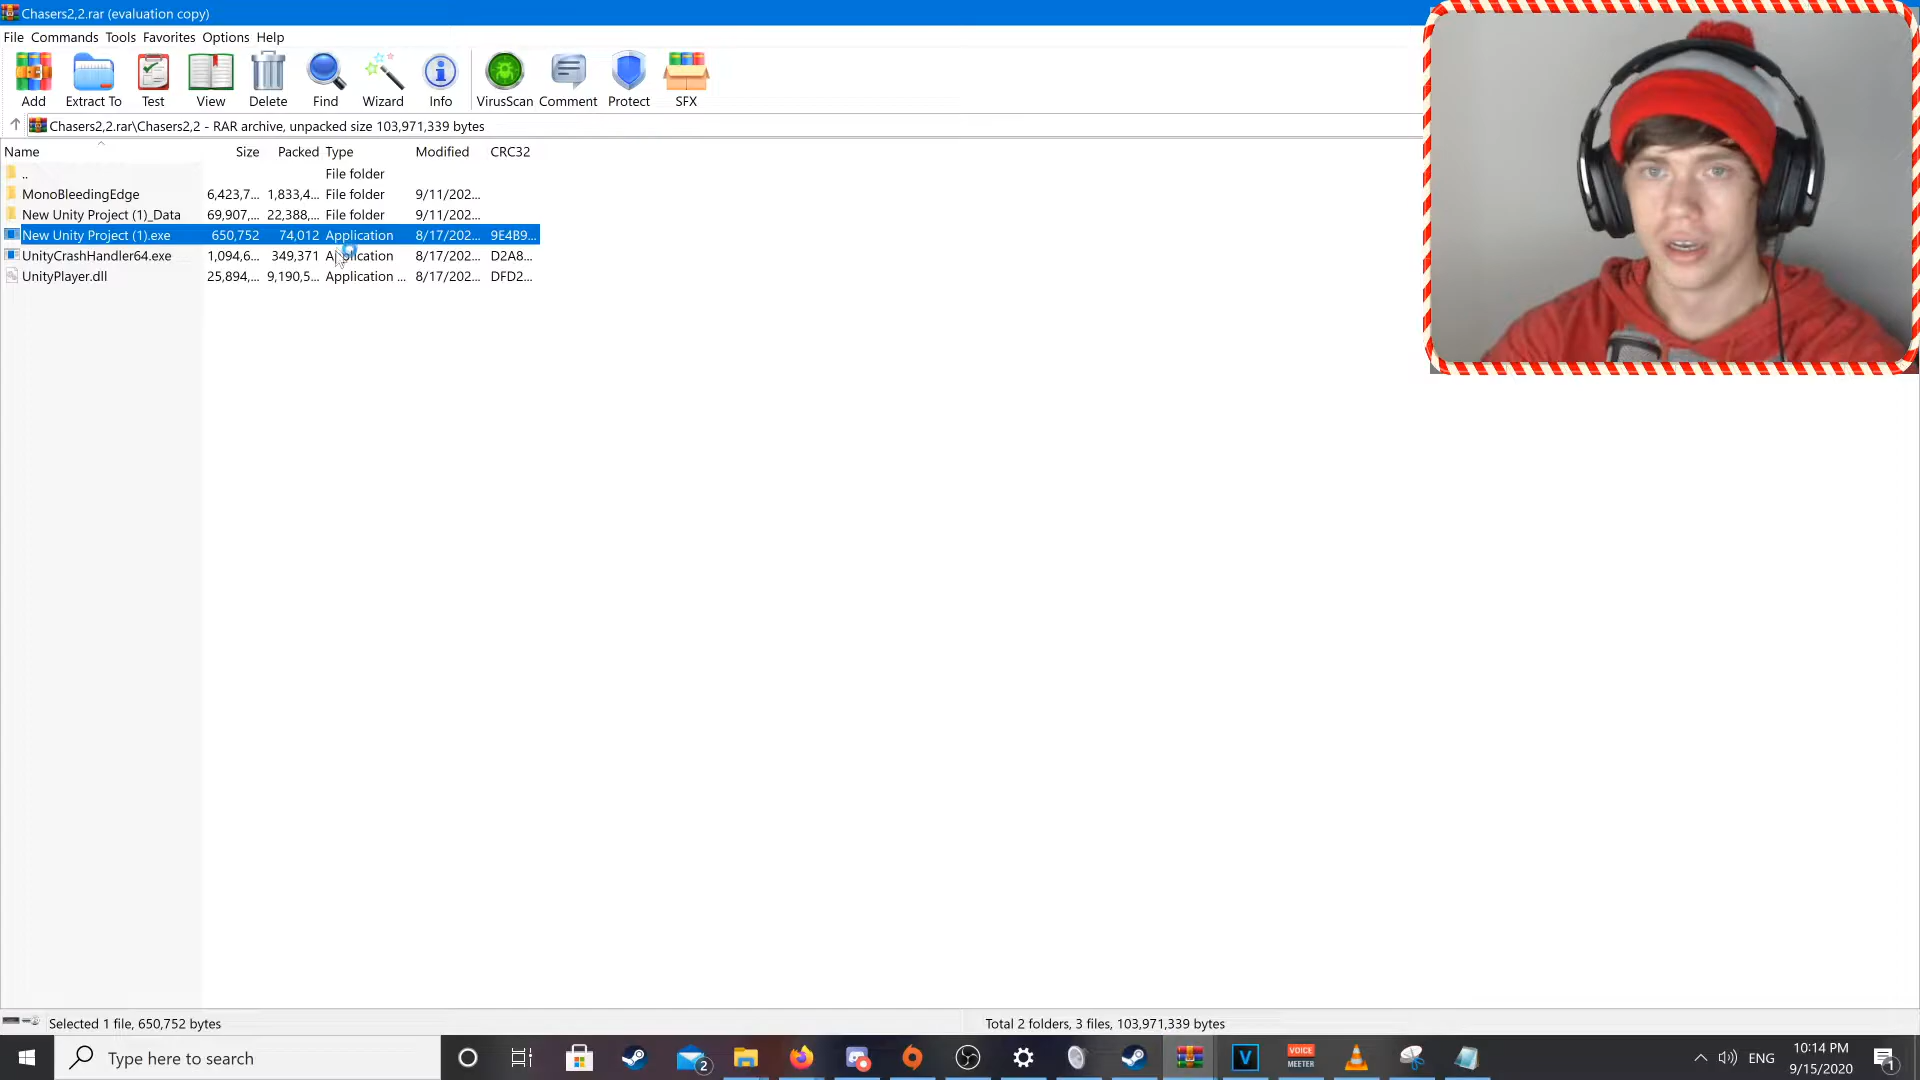 Chasers2,2.rar (evaluation copy)
File Commands Tools Favorites Options Help
Add Extract To Test View Delete Find Wizard Info VirusScan Comment Protect SFX
Chasers2,2.rar\Chasers2,2 - RAR archive, unpacked size 103,971,339 bytes
Name Size Packed Type Modified CRC32
.. File folder
MonoBleedingEdge 6,423,7... 1,833,4... File folder 9/11/202...
New Unity Project (1)_Data 69,907,... 22,388,... File folder 9/11/202...
New Unity Project (1).exe 650,752 74,012 Application 8/17/202... 9E4B9...
UnityCrashHandler64.exe 1,094,6... 349,371 Application 8/17/202... D2A8...
UnityPlayer.dll 25,894,... 9,190,5... Application ... 8/17/202... DFD2...
Selected 1 file, 650,752 bytes
Total 2 folders, 3 files, 103,971,339 bytes
Type here to search
2
V
VOICE
MEETER
ENG
10:14 PM
9/15/2020
1